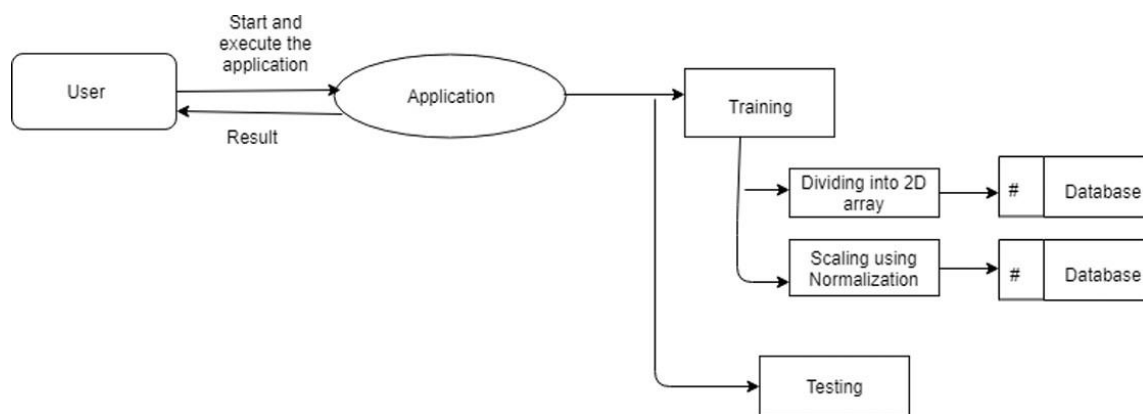 Start and
execute the
application
User
Application
Result
Training
Dividing into 2D
array
#
Database
Scaling using
Normalization
#
Database
Testing